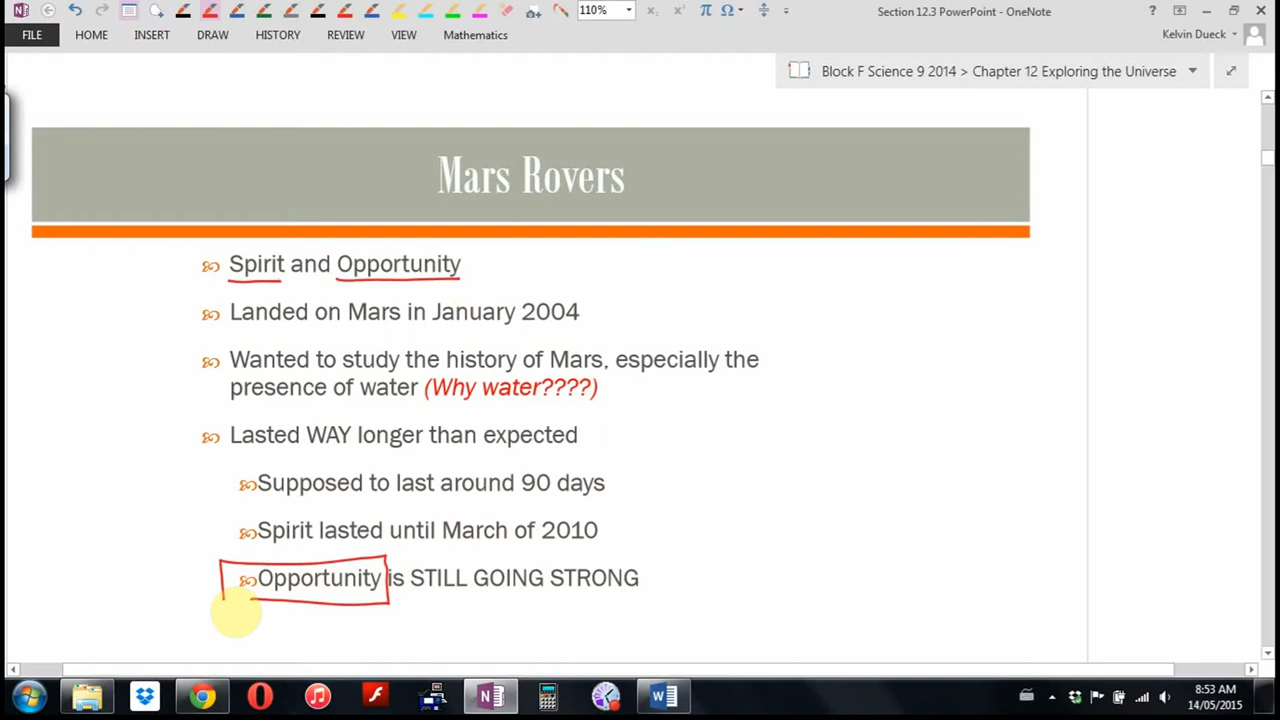 110%
Section 12.3 PowerPoint - OneNote
FILE HOME INSERT DRAW HISTORY REVIEW VIEW Mathematics
Kelvin Dueck
Block F Science 9 2014 > Chapter 12 Exploring the Universe
Mars Rovers
Spirit and Opportunity
Landed on Mars in January 2004
Wanted to study the history of Mars, especially the
presence of water (Why water????)
Lasted WAY longer than expected
Supposed to last around 90 days
Spirit lasted until March of 2010
Opportunity is STILL GOING STRONG
8:53 AM
14/05/2015